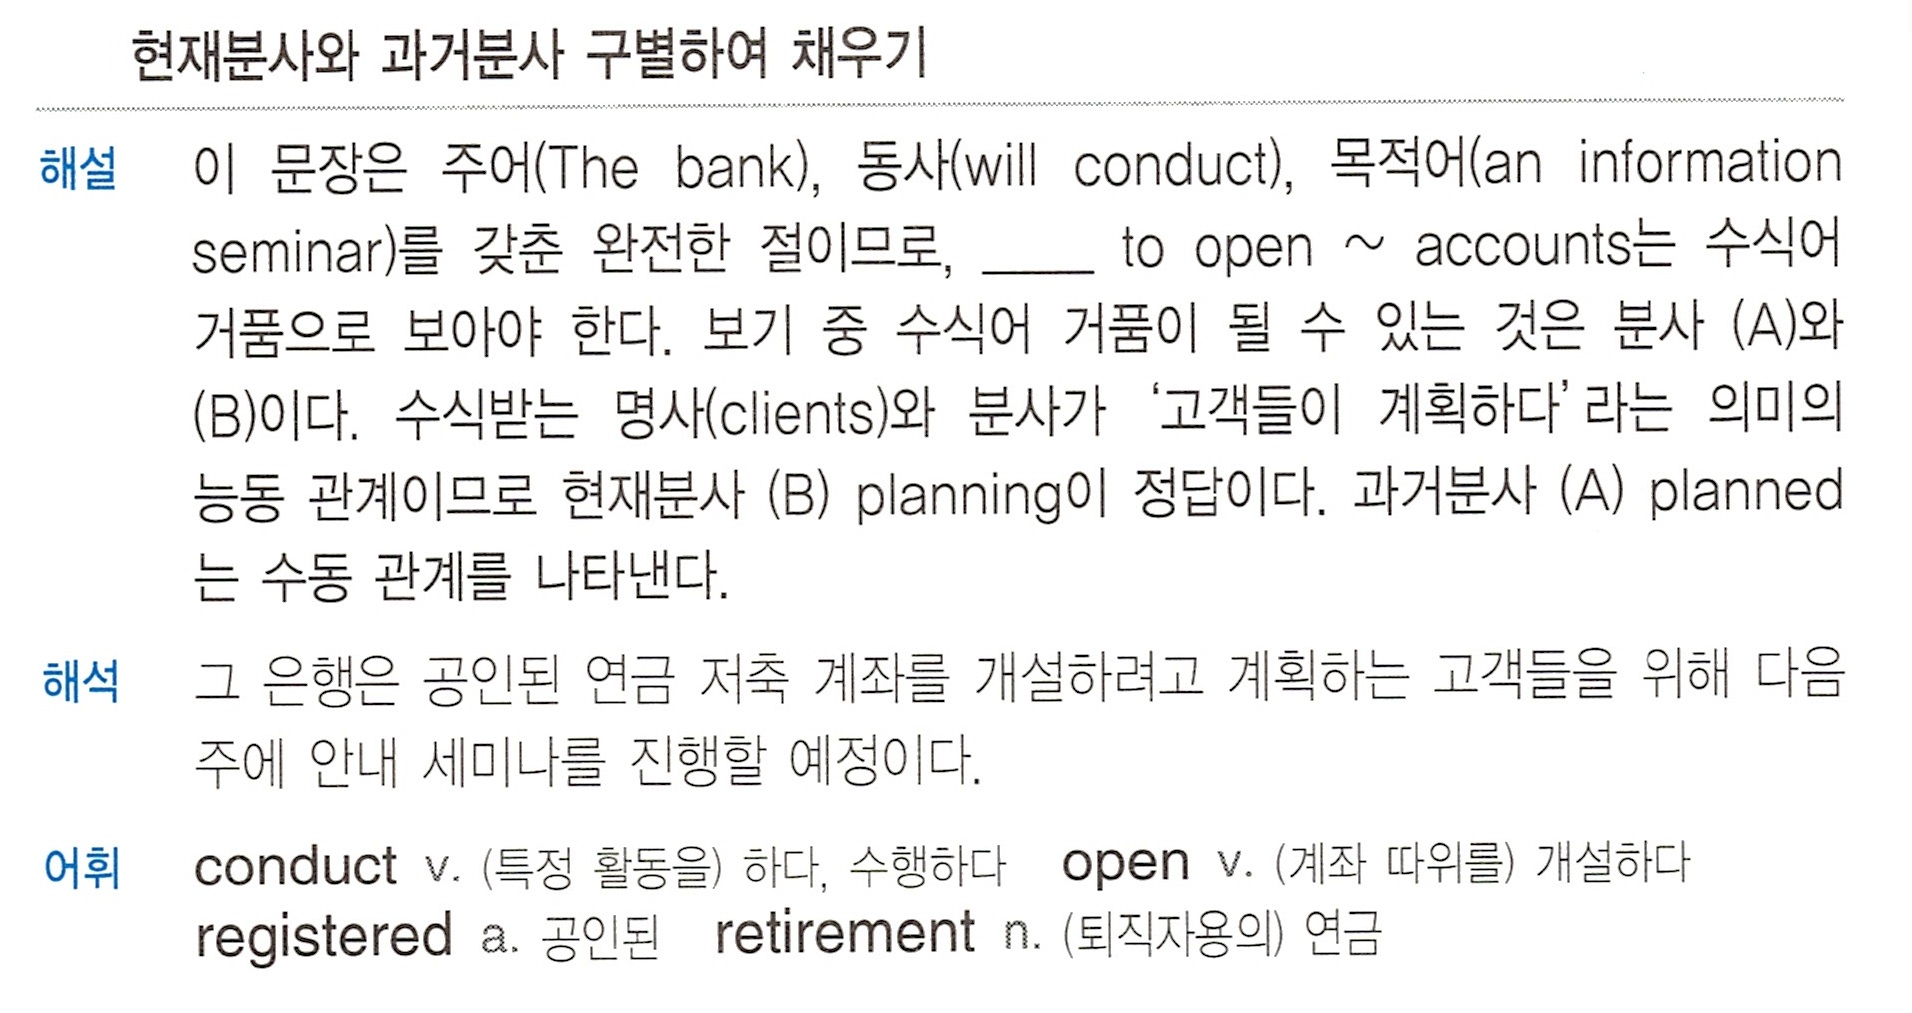 현재분사와 과거분사 구별하여 채우기
해설 이 문장은 주어(The bank), 동사(will conduct), 목적어(an information
seminar)를 갖춘 완전한 절이므로, ____ to open ~ accounts는 수식어
거품으로 보아야 한다. 보기 중 수식어 거품이 될 수 있는 것은 분사 (A)와
(B)이다. 수식받는 명사(clients)와 분사가 ‘고객들이 계획하다’라는 의미의
능동 관계이므로 현재분사 (B) planning이 정답이다. 과거분사 (A) planned
는 수동 관계를 나타낸다.
해석 그 은행은 공인된 연금 저축 계좌를 개설하려고 계획하는 고객들을 위해 다음
주에 안내 세미나를 진행할 예정이다.
어휘 conduct v. (특정 활동을) 하다, 수행하다 open v. (계좌 따위를) 개설하다
registered a. 공인된 retirement n. (퇴직자용의) 연금